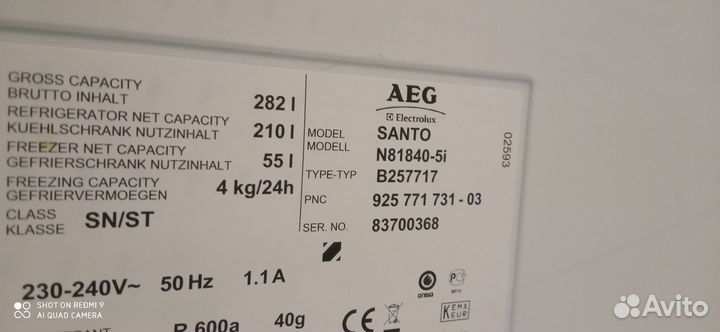 GROSS CAPACITY
BRUTTO INHALT
282 l
REFRIGERATOR NET CAPACITY
KUEHLSCHRANK NUTZINHALT
210 l
FREEZER NET CAPACITY
GEFRIERSCHRANK NUTZINHALT
55 l
FREEZING CAPACITY
GEFRIERVERMOEGEN
4 kg/24h
CLASS
KLASSE
SN/ST
AEG
Electrolux
MODEL
MODELL
SANTO
N81840-5i
TYPE-TYP
B257717
PNC
925 771 731 - 03
SER. NO.
83700368
02593
230-240V~ 50 Hz 1.1 A
R 600a 40g
CE
KEMA
EUR
SHOT ON REDMI 9
AI QUAD CAMERA
Avito